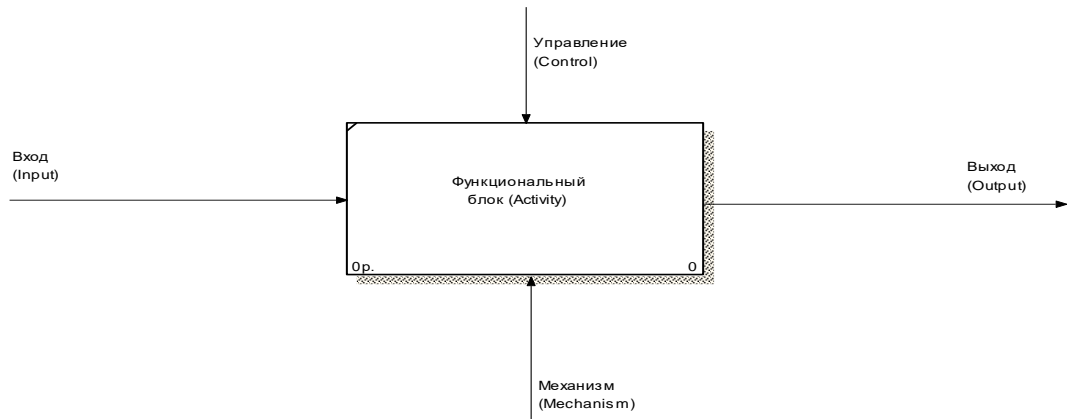 Управление
(Control)
Вход
(Input)
Функциональный
блок (Activity)
Выход
(Output)
0р. 0
Механизм
(Mechanism)